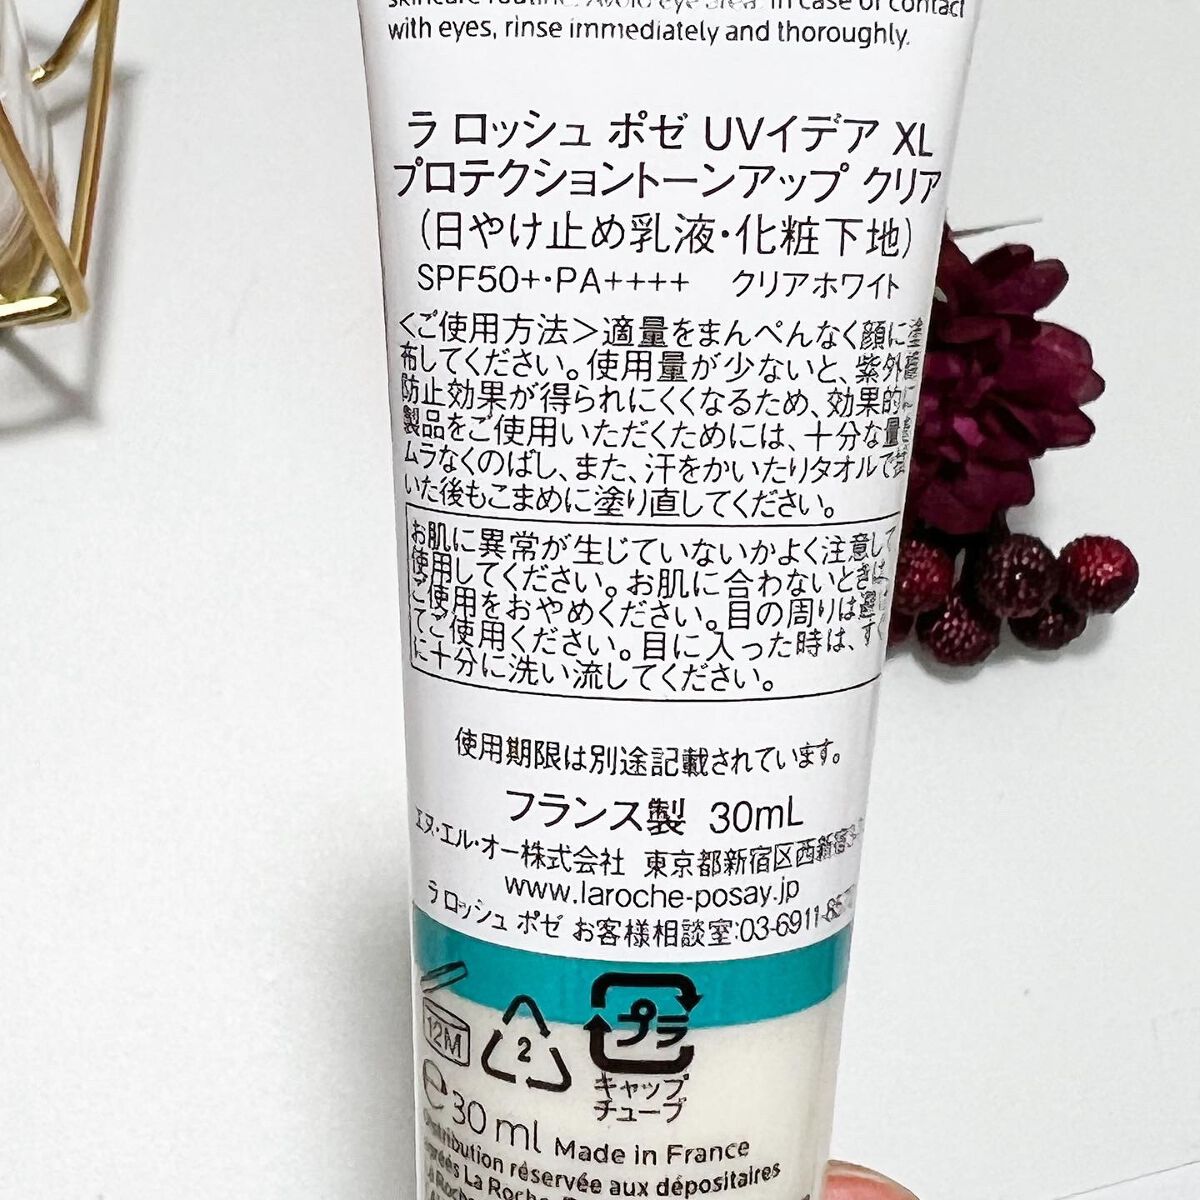 with eyes, rinse immediately and thoroughly.
ラ ロッシュ ポゼ UVイデア XL
プロテクショントーンアップ クリア
(日やけ止め乳液・化粧下地)
SPF50+・PA++++ クリアホワイト
<ご使用方法>適量をまんべんなく顔に塗
布してください。使用量が少ないと、紫外
防止効果が得られにくくなるため、効果的に
製品をご使用いただくためには、十分な量を
ムラなくのばし、また、汗をかいたりタオルで
いた後もこまめに塗り直してください。
お肌に異常が生じていないかよく注意して
使用してください。お肌に合わないときは
ご使用をおやめください。目の周りは
てご使用ください。目に入った時は、すぐ
に十分に洗い流してください。
使用期限は別途記載されています。
フランス製 30mL
エヌ・エル・オー株式会社 東京都新宿区西新宿
www.laroche-posay.jp
ラ ロッシュ ポゼ お客様相談室:03-6911-
12M
2
プラ
キャップ
チューブ
℮30 ml Made in France
Distribution réservée aux dépositaires
agréés La Roche-